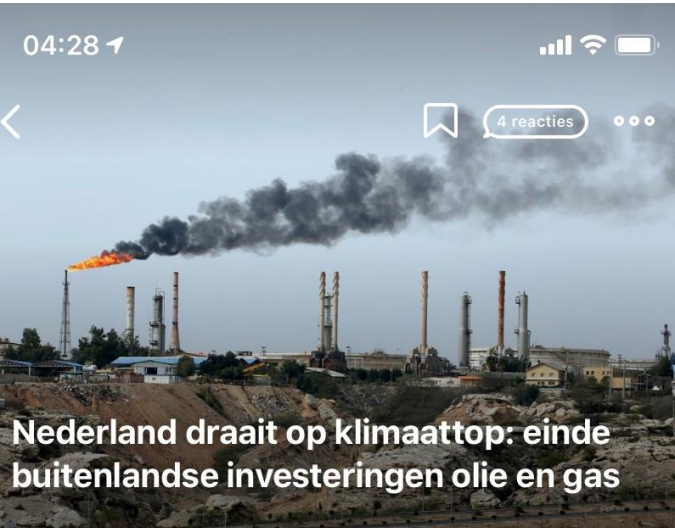 04:28
4 reacties
Nederland draait op klimaattop: einde
buitenlandse investeringen olie en gas